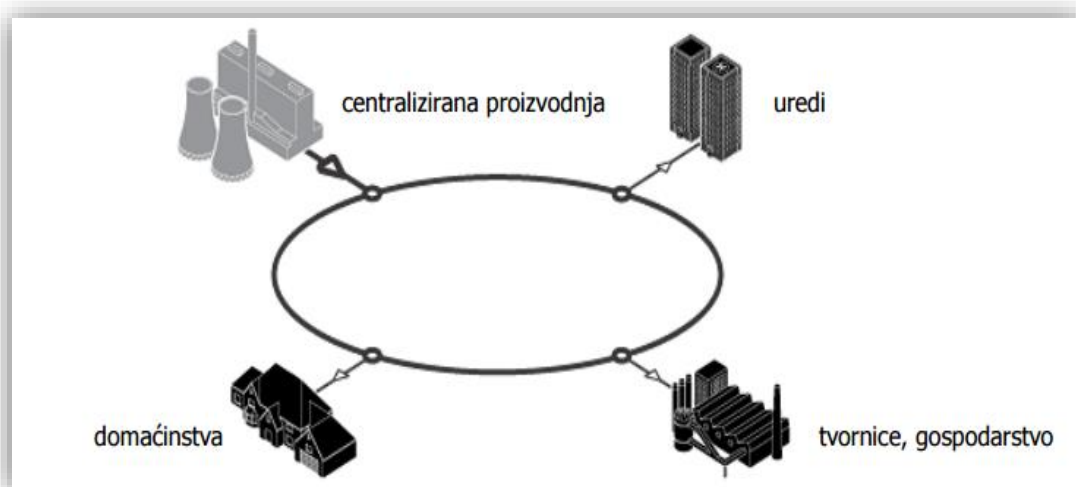 centralizirana proizvodnja
uredi
domaćinstva
tvornice, gospodarstvo